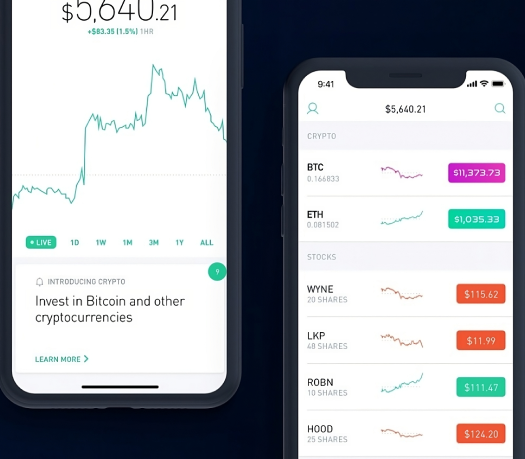 $5,640.21
+$83.35 (1.5%) 1HR
LIVE 1D 1W 1M 3M 1Y ALL
9
INTRODUCING CRYPTO
Invest in Bitcoin and other
cryptocurrencies
LEARN MORE
9:41
$5,640.21
CRYPTO
BTC
0.166833
$11,373.73
ETH
0.081502
$1,035.33
STOCKS
WYNE
20 SHARES
$115.62
LKP
48 SHARES
$11.99
ROBN
10 SHARES
$111.47
HOOD
25 SHARES
$124.20